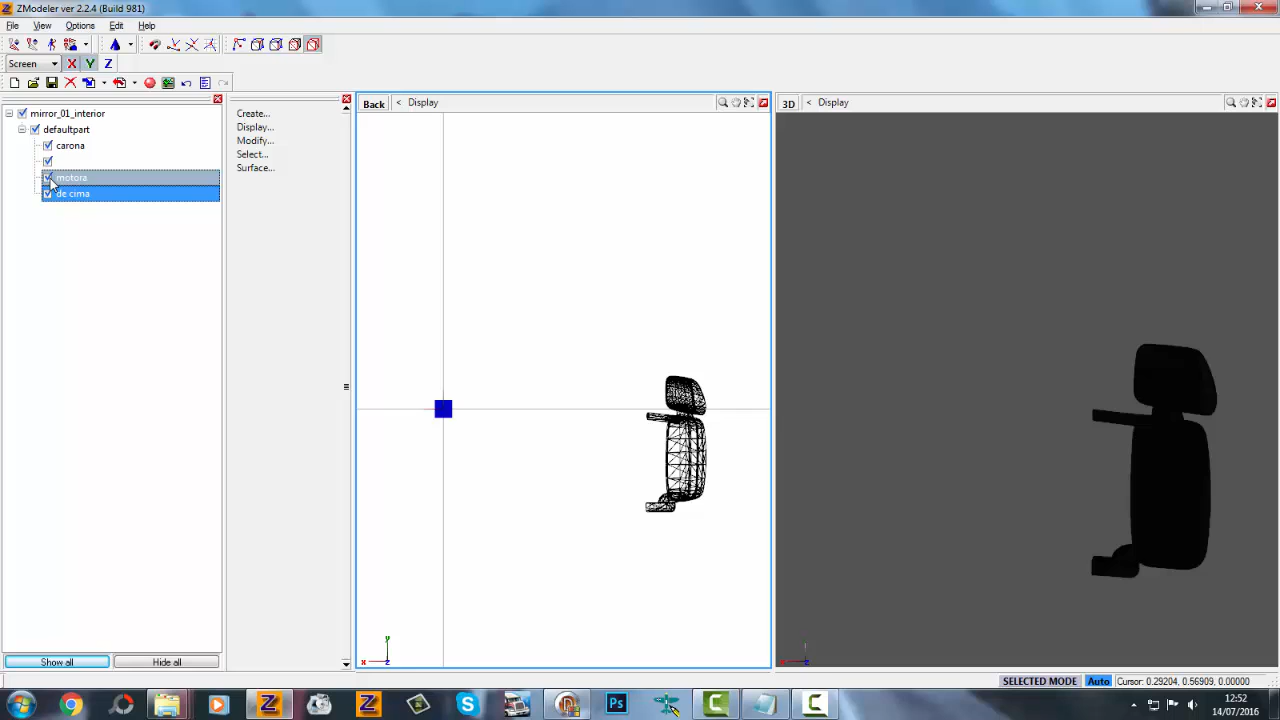 ZModeler ver 2.2.4 (Build 981)
File View Options Edit Help
Screen X Y Z
mirror_01_interior
defaultpart
carona
motora
de cima
Show all Hide all
Create...
Display...
Modify...
Select...
Surface...
Back < Display
y
x z
3D < Display
x z
SELECTED MODE Auto Cursor: 0.29204, 0.56909, 0.00000
Ps
12:52
14/07/2016